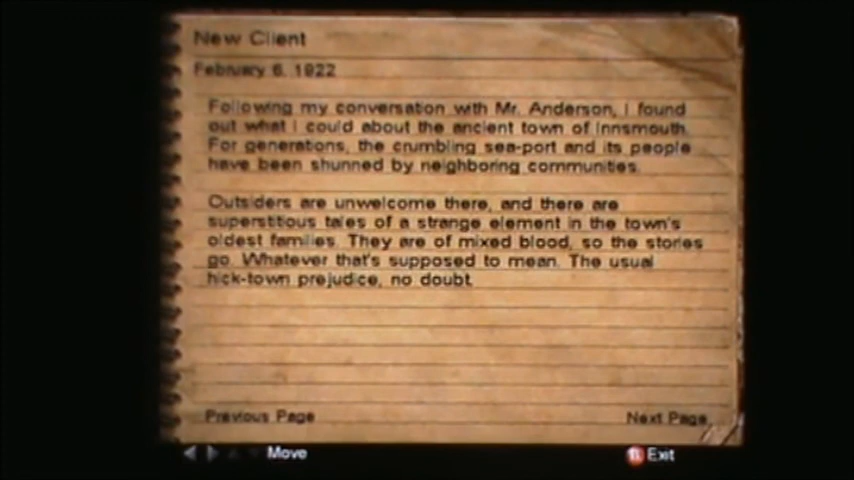 New Client
February 6, 1922
Following my conversation with Mr. Anderson, I found
out what I could about the ancient town of Innsmouth.
For generations, the crumbling sea-port and its people
have been shunned by neighboring communities.
Outsiders are unwelcome there, and there are
superstitious tales of a strange element in the town's
oldest families. They are of mixed blood, so the stories
go. Whatever that's supposed to mean. The usual
hick-town prejudice, no doubt.
Previous Page
Next Page
Move
B Exit